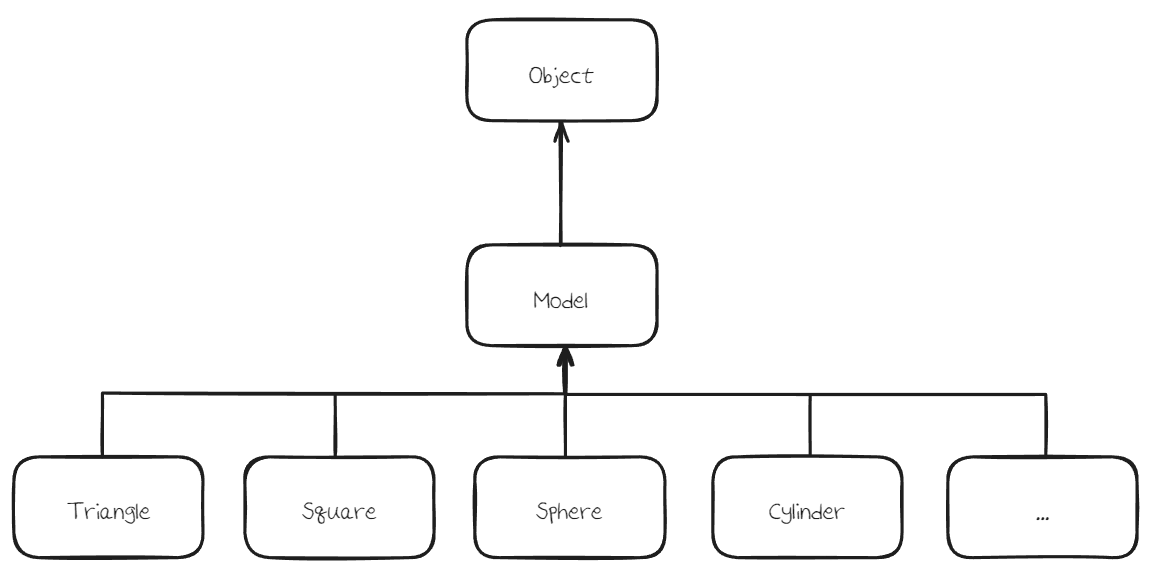 Object
Model
Triangle
Square
Sphere
Cylinder
...